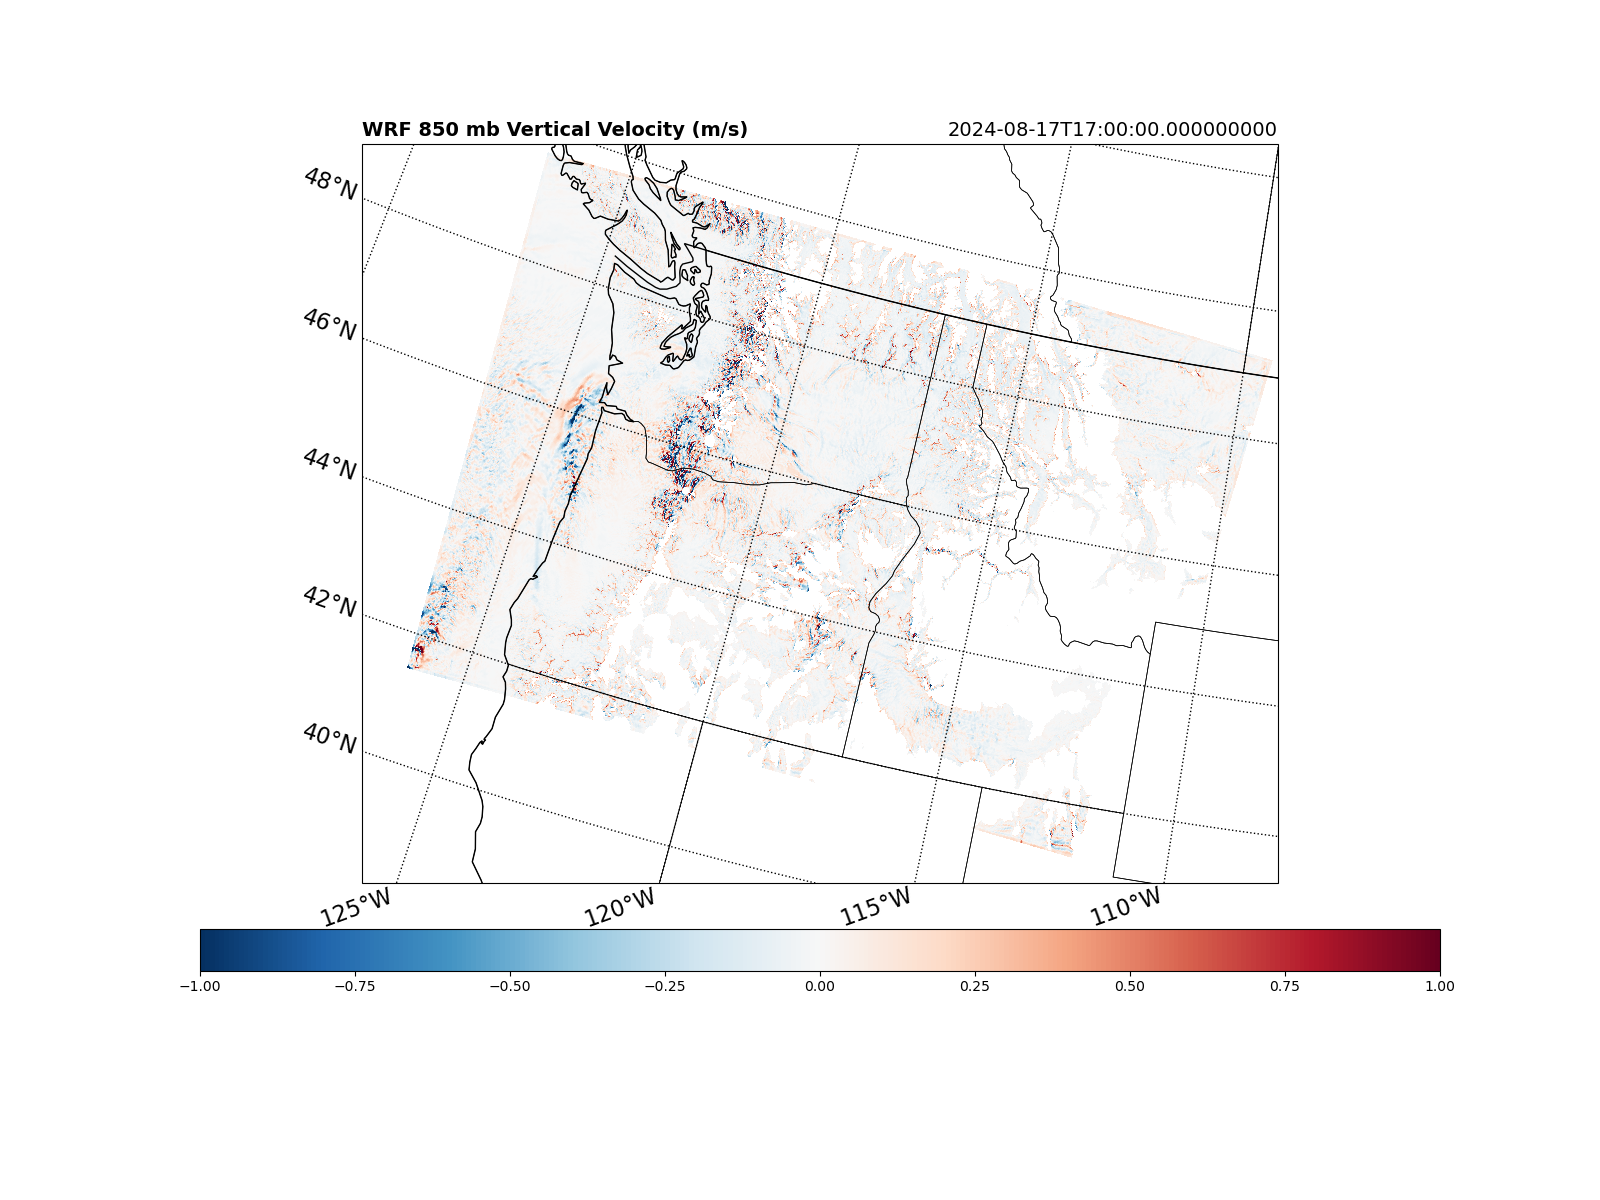 WRF 850 mb Vertical Velocity (m/s) 2024-08-17T17:00:00.000000000
48°N
46°N
44°N
42°N
40°N
125°W 120°W 115°W 110°W
−1.00 −0.75 −0.50 −0.25 0.00 0.25 0.50 0.75 1.00